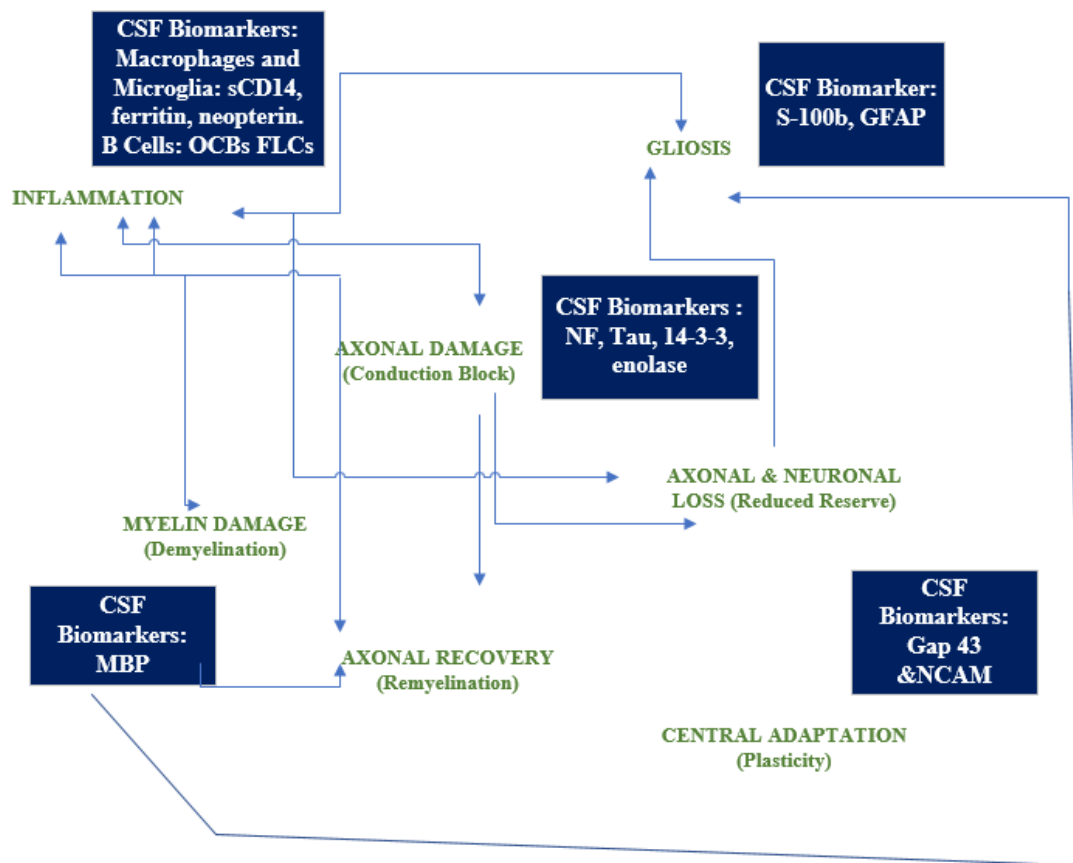 CSF Biomarkers:
Macrophages and
Microglia: sCD14,
ferritin, neopterin.
B Cells: OCBs FLCs
CSF Biomarker:
S-100b, GFAP
GLIOSIS
INFLAMMATION
CSF Biomarkers :
NF, Tau, 14-3-3,
enolase
AXONAL DAMAGE
(Conduction Block)
AXONAL & NEURONAL
LOSS (Reduced Reserve)
MYELIN DAMAGE
(Demyelination)
CSF
Biomarkers:
MBP
CSF
Biomarkers:
Gap 43
&NCAM
AXONAL RECOVERY
(Remyelination)
CENTRAL ADAPTATION
(Plasticity)